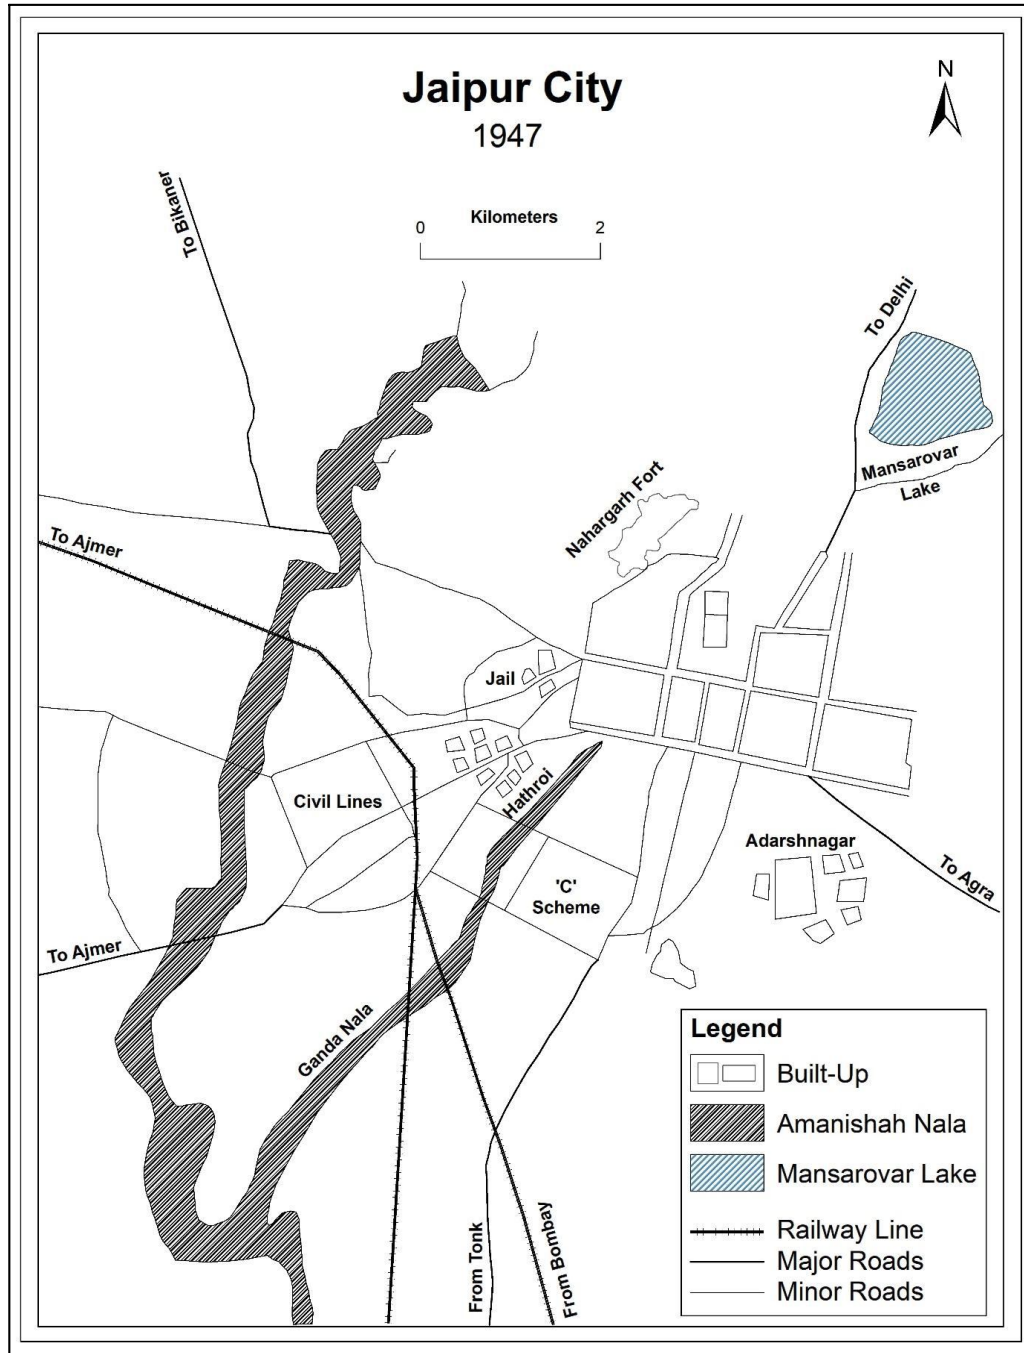 Jaipur City
1947
N
Kilometers
0 2
To Bikaner
To Delhi
Mansarovar
Lake
Nahargarh Fort
To Ajmer
Jail
Hathroi
Civil Lines
Adarshnagar
To Agra
'C'
Scheme
To Ajmer
Ganda Nala
From Tonk
From Bombay
Legend
Built-Up
Amanishah Nala
Mansarovar Lake
Railway Line
Major Roads
Minor Roads